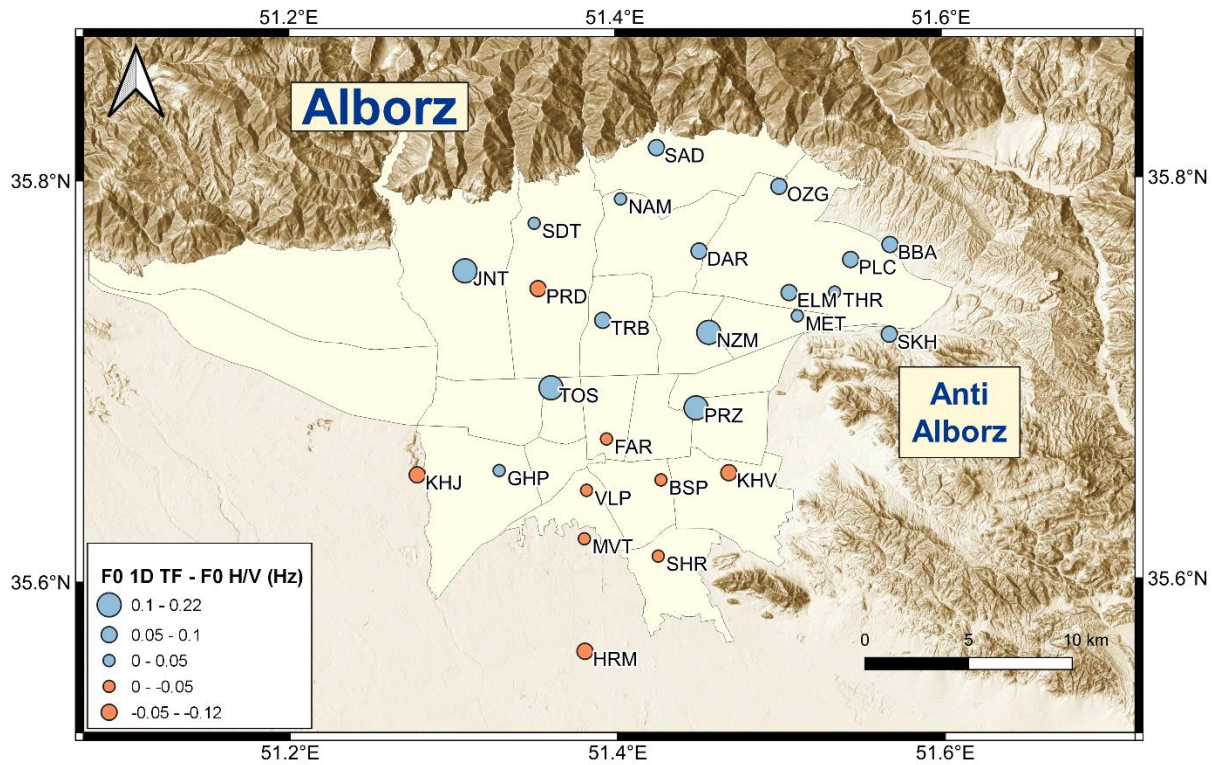 51.2°E
51.4°E
51.6°E
Alborz
SAD
35.8°N
35.8°N
OZG
NAM
SDT
BBA
DAR
PLC
JNT
PRD
ELM
THR
MET
TRB
NZM
SKH
TOS
Anti
Alborz
PRZ
FAR
GHP
KHJ
KHV
BSP
VLP
MVT
SHR
F0 1D TF - F0 H/V (Hz)
0.1 - 0.22
0.05 - 0.1
0 - 0.05
0 - -0.05
-0.05 - -0.12
35.6°N
35.6°N
0
5
10 km
HRM
51.2°E
51.4°E
51.6°E